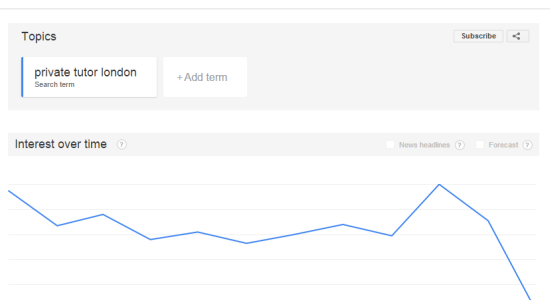 Topics
Subscribe
private tutor london
Search term
+ Add term
Interest over time ?
News headlines ?
Forecast ?